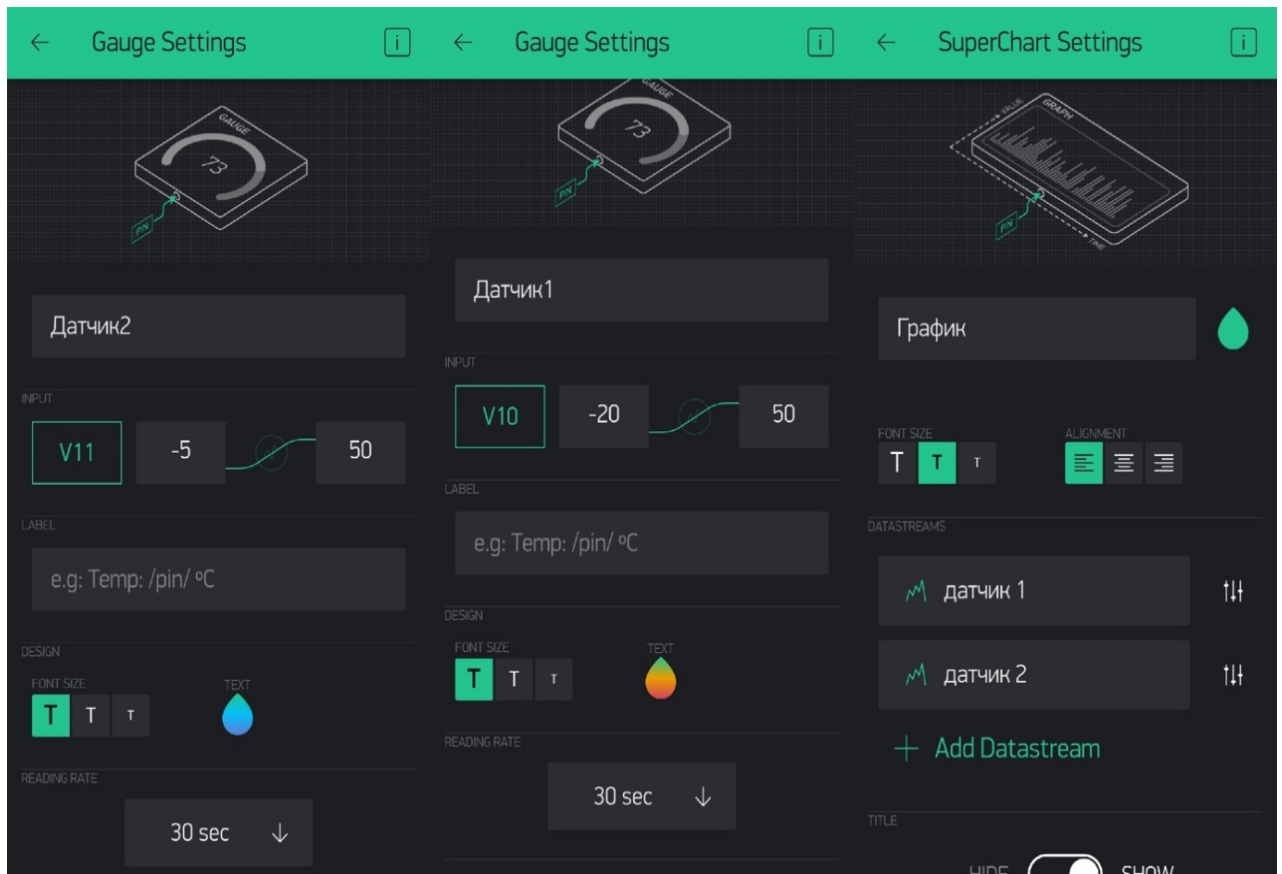 Gauge Settings
i
GAUGE
73
PIN
Датчик2
INPUT
V11
-5
50
LABEL
e.g: Temp: /pin/ ºC
DESIGN
FONT SIZE
TEXT
T T T
READING RATE
30 sec
Gauge Settings
i
GAUGE
73
PIN
Датчик1
INPUT
V10
-20
50
LABEL
e.g: Temp: /pin/ ºC
DESIGN
FONT SIZE
TEXT
T T T
READING RATE
30 sec
SuperChart Settings
i
VALUE
GRAPH
PIN
TIME
График
FONT SIZE
ALIGNMENT
T T T
DATASTREAMS
датчик 1
датчик 2
+ Add Datastream
TITLE
HIDE
SHOW